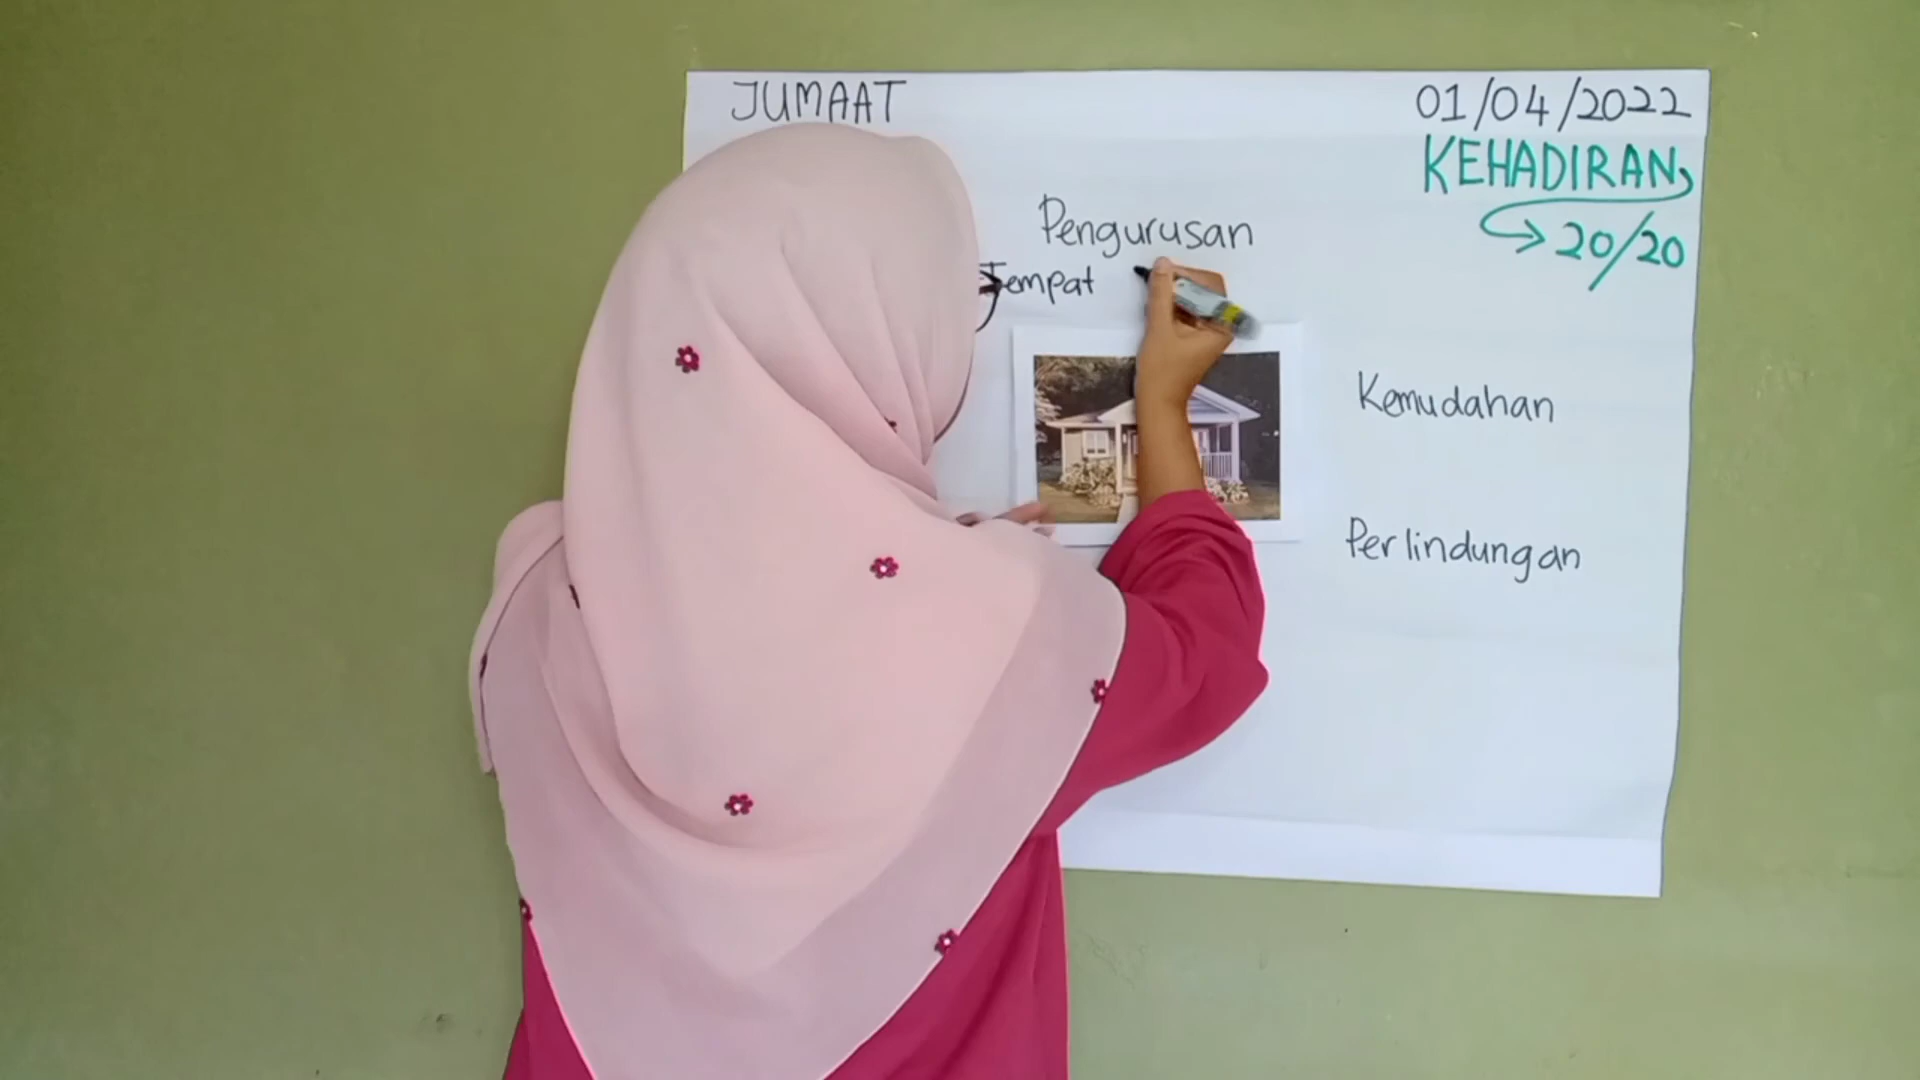 JUMAAT
01/04/2022
KEHADIRAN
20/20
Pengurusan
Tempat
Kemudahan
Perlindungan